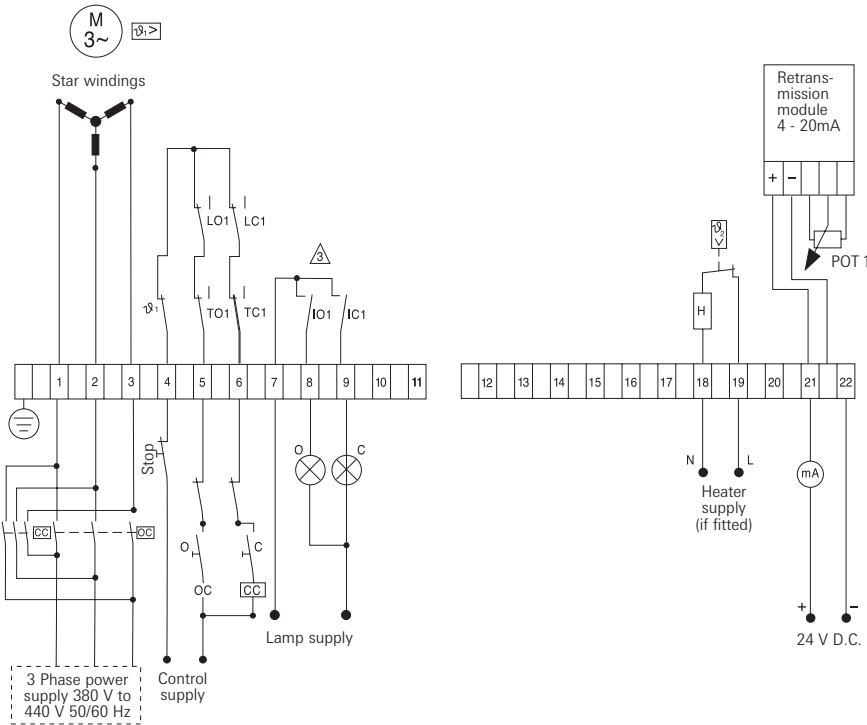 M
3~
𝜗1>
Star windings
Retrans-
mission
module
4 - 20mA
+ −
LO1 LC1
3
𝜗2
>
POT 1
𝜗1
TO1 TC1
IO1 IC1
H
1 2 3 4 5 6 7 8 9 10 11
12 13 14 15 16 17 18 19 20 21 22
Stop
O C
N L
mA
Heater
supply
(if fitted)
CC OC
O C
OC CC
Lamp supply
+ −
24 V D.C.
3 Phase power
supply 380 V to
440 V 50/60 Hz
Control
supply